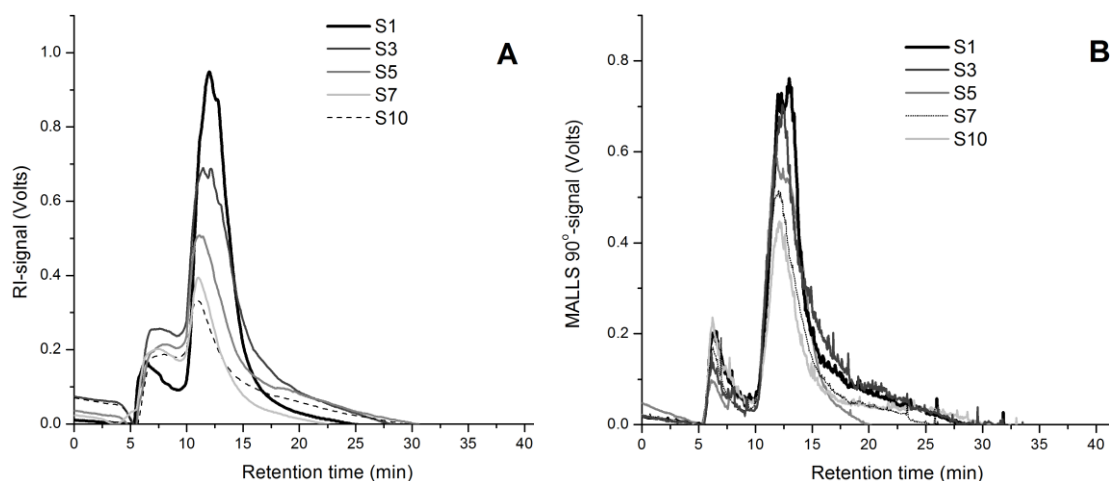 A
S1
S3
S5
S7
S10
RI-signal (Volts)
1.0
0.8
0.6
0.4
0.2
0.0
0 5 10 15 20 25 30 35 40
Retention time (min)
B
S1
S3
S5
S7
S10
MALLS 90°-signal (Volts)
0.8
0.6
0.4
0.2
0.0
0 5 10 15 20 25 30 35 40
Retention time (min)